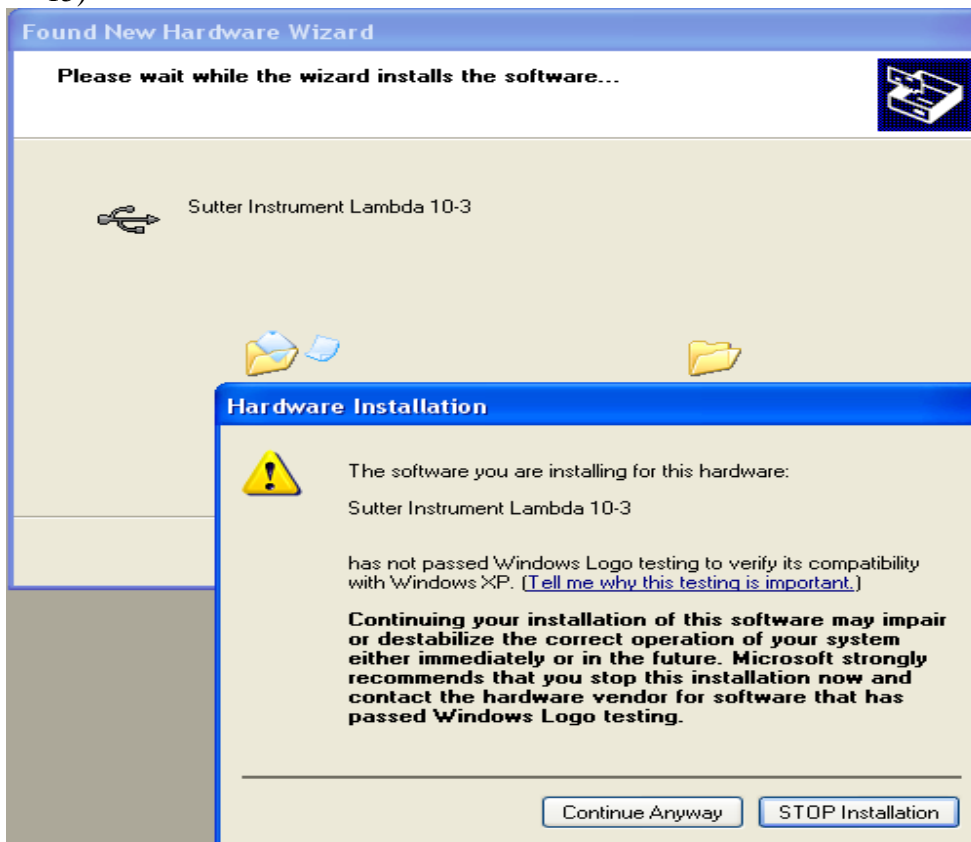 Found New Hardware Wizard
Please wait while the wizard installs the software...
Sutter Instrument Lambda 10-3
Hardware Installation
The software you are installing for this hardware:
Sutter Instrument Lambda 10-3
has not passed Windows Logo testing to verify its compatibility
with Windows XP. (Tell me why this testing is important.)
Continuing your installation of this software may impair
or destabilize the correct operation of your system
either immediately or in the future. Microsoft strongly
recommends that you stop this installation now and
contact the hardware vendor for software that has
passed Windows Logo testing.
Continue Anyway
STOP Installation